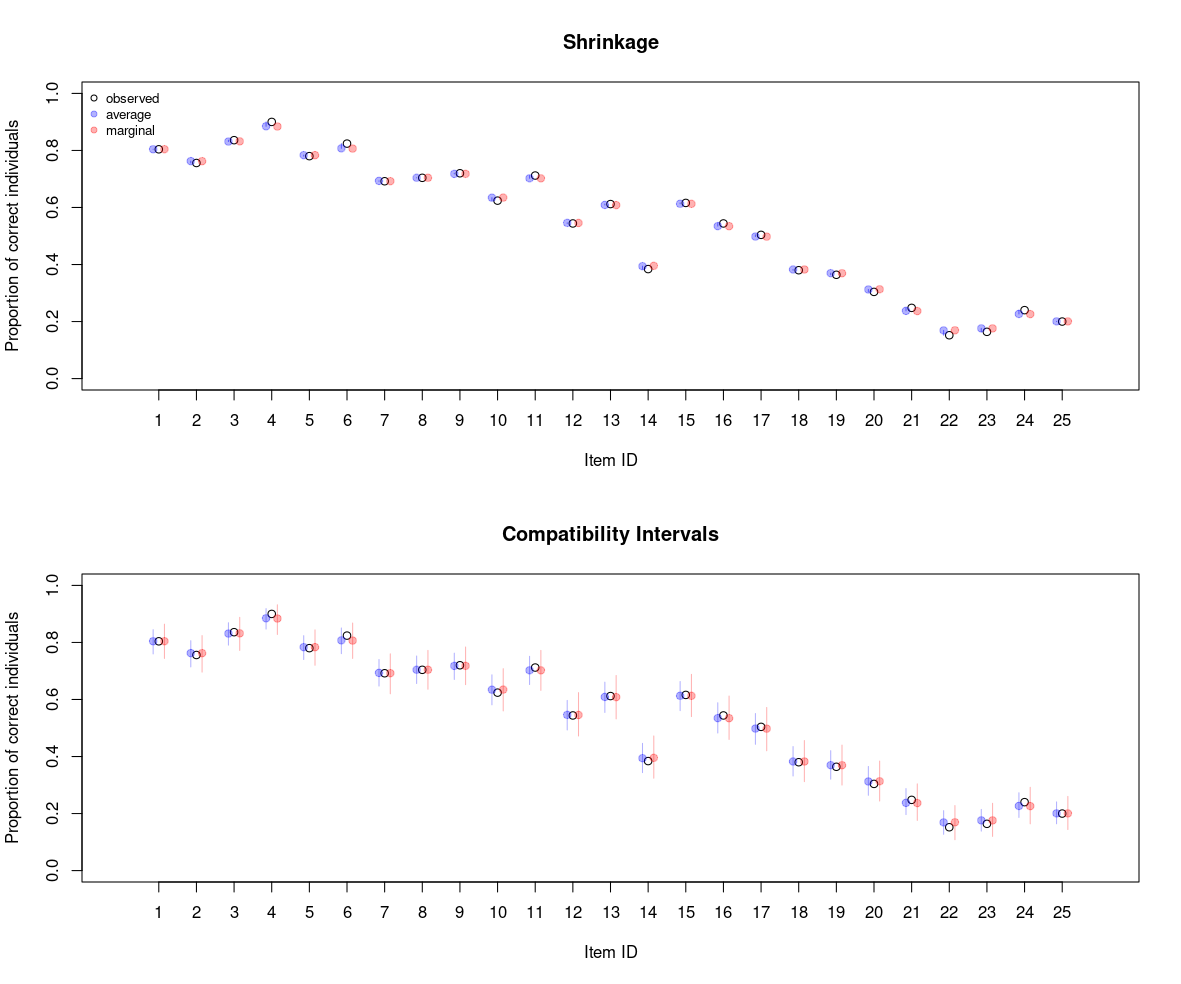 Shrinkage
Proportion of correct individuals
1.0
0.8
0.6
0.4
0.2
0.0
observed
average
marginal
1 2 3 4 5 6 7 8 9 10 11 12 13 14 15 16 17 18 19 20 21 22 23 24 25
Item ID
Compatibility Intervals
Proportion of correct individuals
1.0
0.8
0.6
0.4
0.2
0.0
1 2 3 4 5 6 7 8 9 10 11 12 13 14 15 16 17 18 19 20 21 22 23 24 25
Item ID